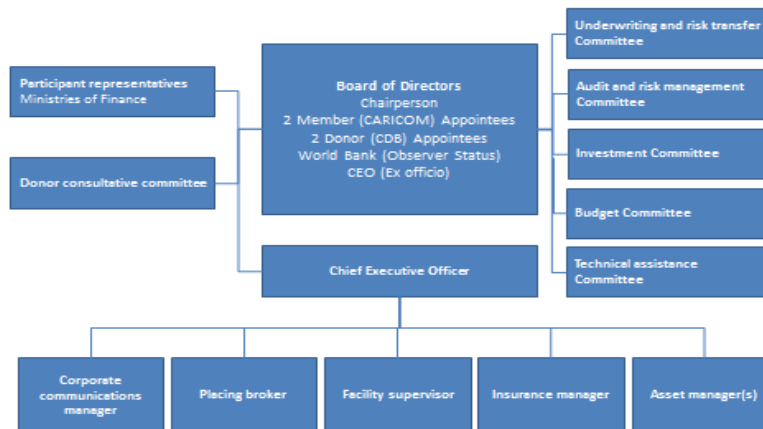 Underwriting and risk transfer
Committee
Participant representatives
Ministries of Finance
Board of Directors
Chairperson
2 Member (CARICOM) Appointees
2 Donor (CDB) Appointees
World Bank (Observer Status)
CEO (Ex officio)
Audit and risk management
Committee
Investment Committee
Donor consultative committee
Budget Committee
Chief Executive Officer
Technical assistance
Committee
Corporate
communications
manager
Placing broker
Facility supervisor
Insurance manager
Asset manager(s)